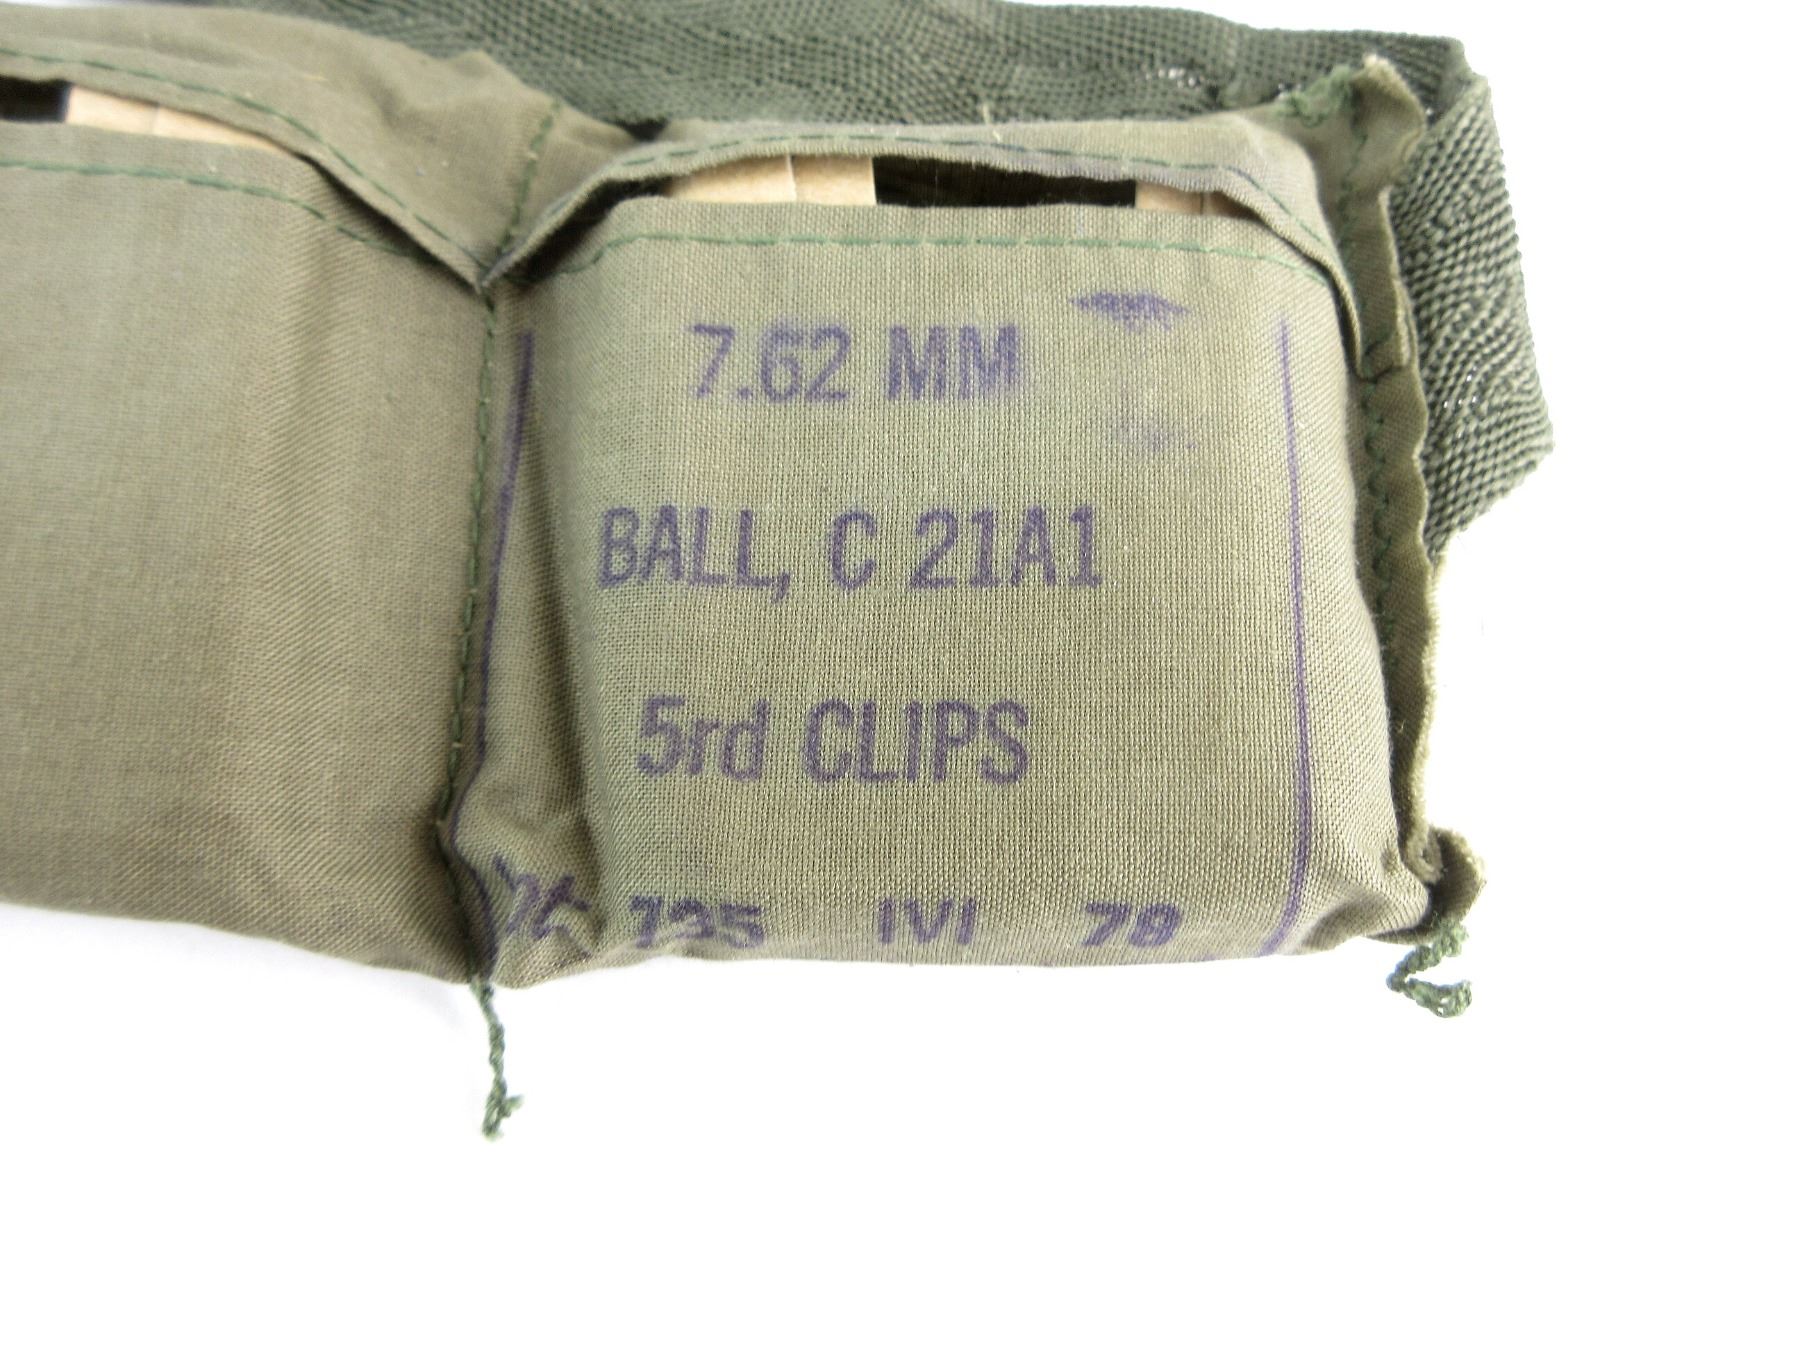 7.62 MM
BALL, C 21A1
5rd CLIPS
IVI 78